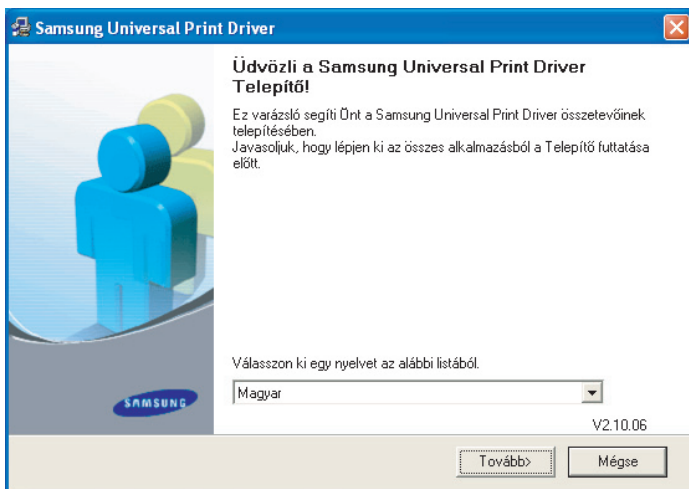 Samsung Universal Print Driver
Üdvözli a Samsung Universal Print Driver
Telepítő!
Ez varázsló segíti Önt a Samsung Universal Print Driver összetevőinek
telepítésében.
Javasoljuk, hogy lépjen ki az összes alkalmazásból a Telepítő futtatása
előtt.
Válasszon ki egy nyelvet az alábbi listából.
Magyar
SAMSUNG
V2.10.06
Tovább>
Mégse